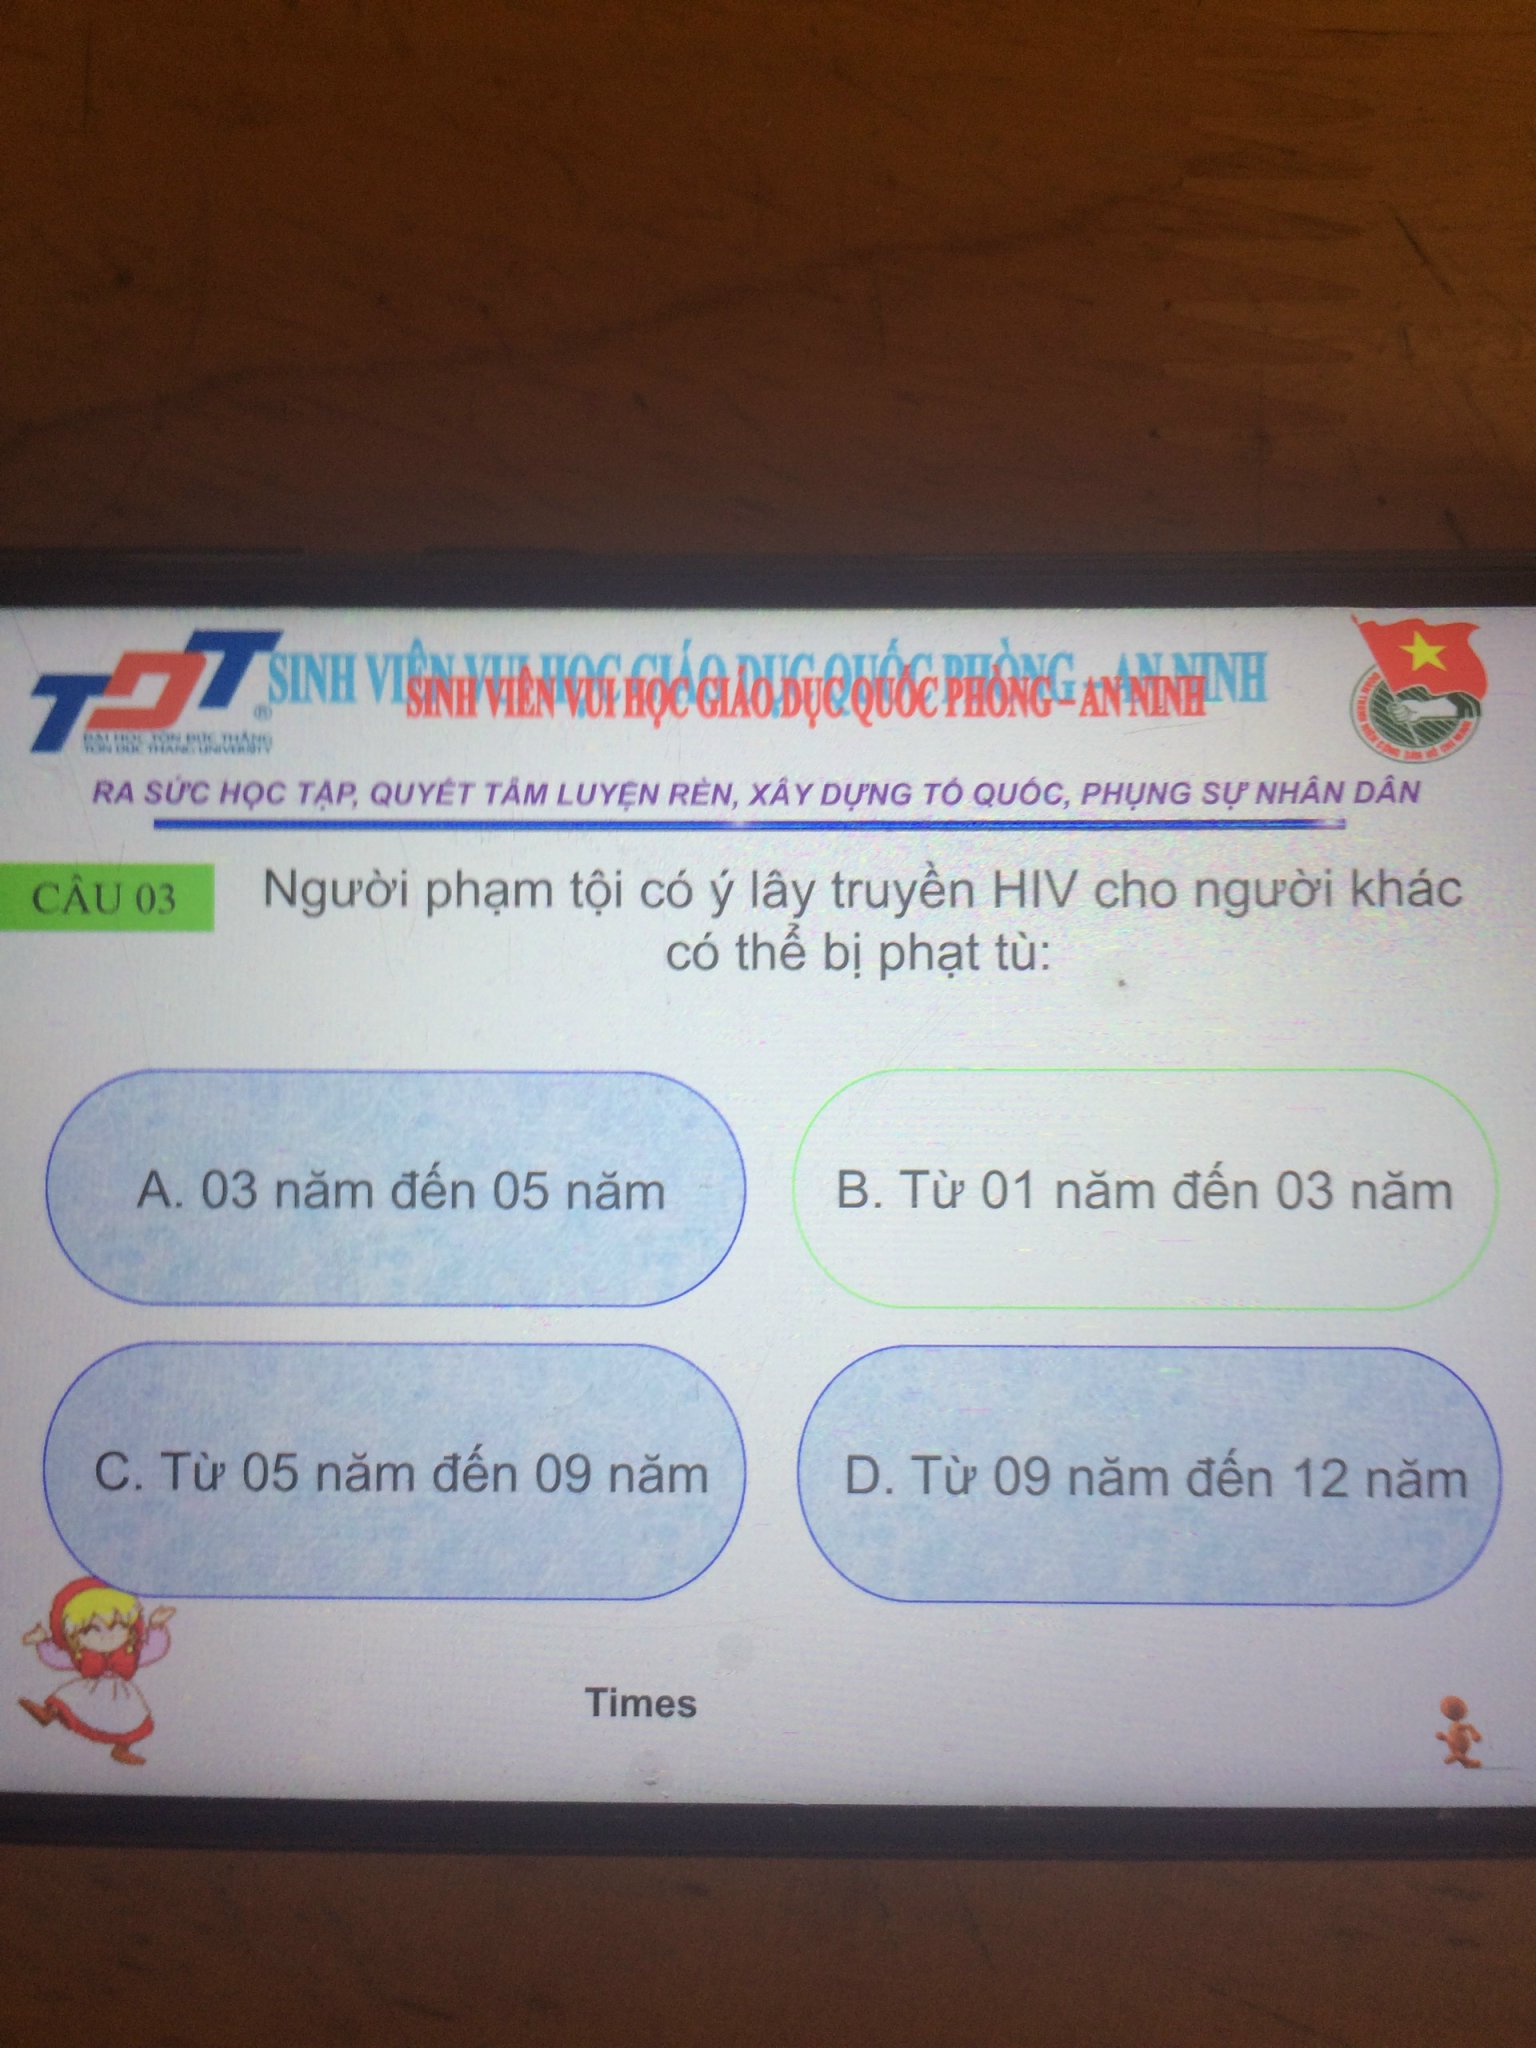 TDT®
ĐẠI HỌC TÔN ĐỨC THẮNG
TON DUC THANG UNIVERSITY
SINH VIÊN VUI HỌC GIÁO DỤC QUỐC PHÒNG - AN NINH
SINH VIÊN VUI HỌC GIÁO DỤC QUỐC PHÒNG - AN NINH
RA SỨC HỌC TẬP, QUYẾT TÂM LUYỆN RÈN, XÂY DỰNG TỔ QUỐC, PHỤNG SỰ NHÂN DÂN
CÂU 03
Người phạm tội có ý lây truyền HIV cho người khác
có thể bị phạt tù:
A. 03 năm đến 05 năm
B. Từ 01 năm đến 03 năm
C. Từ 05 năm đến 09 năm
D. Từ 09 năm đến 12 năm
Times